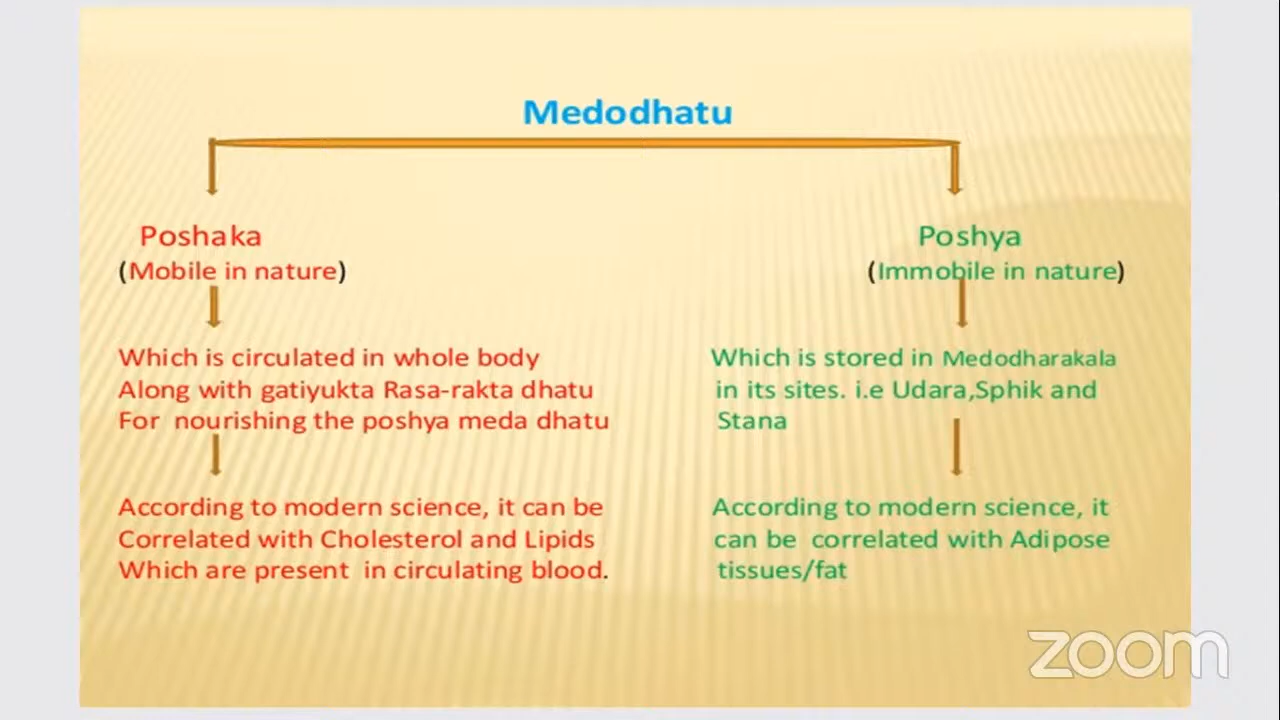 Medodhatu
Poshaka
(Mobile in nature)
Which is circulated in whole body
Along with gatiyukta Rasa-rakta dhatu
For nourishing the poshya meda dhatu
According to modern science, it can be
Correlated with Cholesterol and Lipids
Which are present in circulating blood.
Poshya
(Immobile in nature)
Which is stored in Medodharakala
in its sites. i.e Udara,Sphik and
Stana
According to modern science, it
can be correlated with Adipose
tissues/fat
zoom